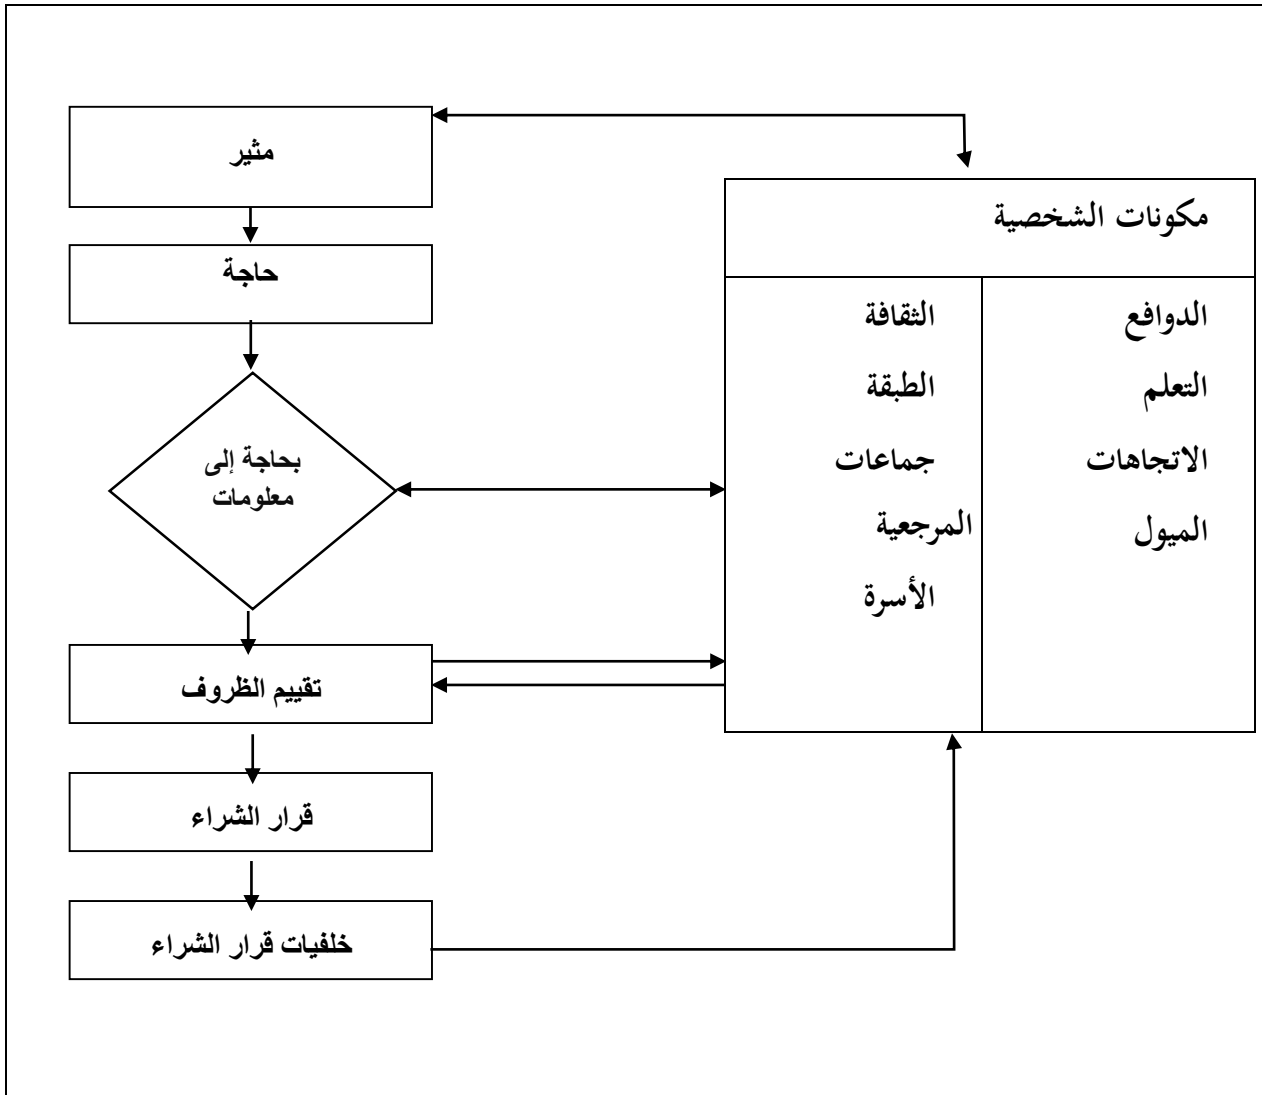 مثير
حاجة
بحاجة إلى
معلومات
تقييم الظروف
قرار الشراء
خلفيات قرار الشراء
مكونات الشخصية
الدوافع
التعلم
الاتجاهات
الميول
الثقافة
الطبقة
جماعات
المرجعية
الأسرة